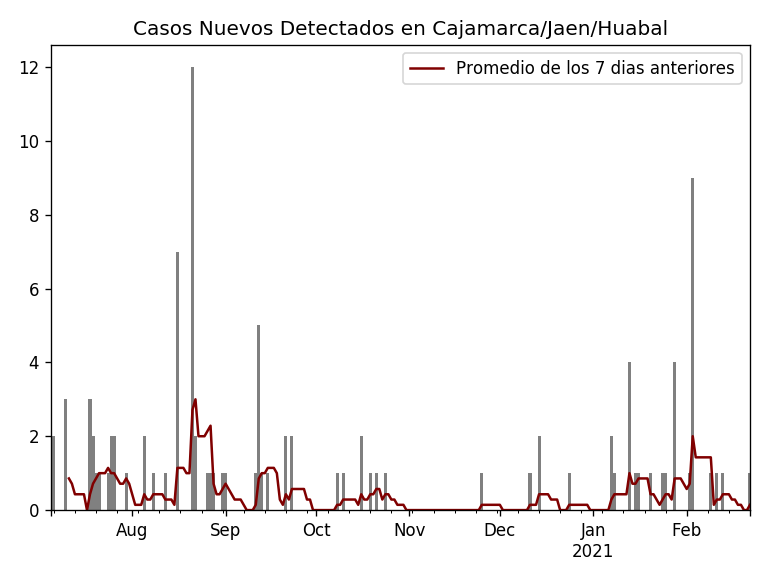 Casos Nuevos Detectados en Cajamarca/Jaen/Huabal
Promedio de los 7 dias anteriores
12
10
8
6
4
2
0
Aug Sep Oct Nov Dec Jan Feb
2021